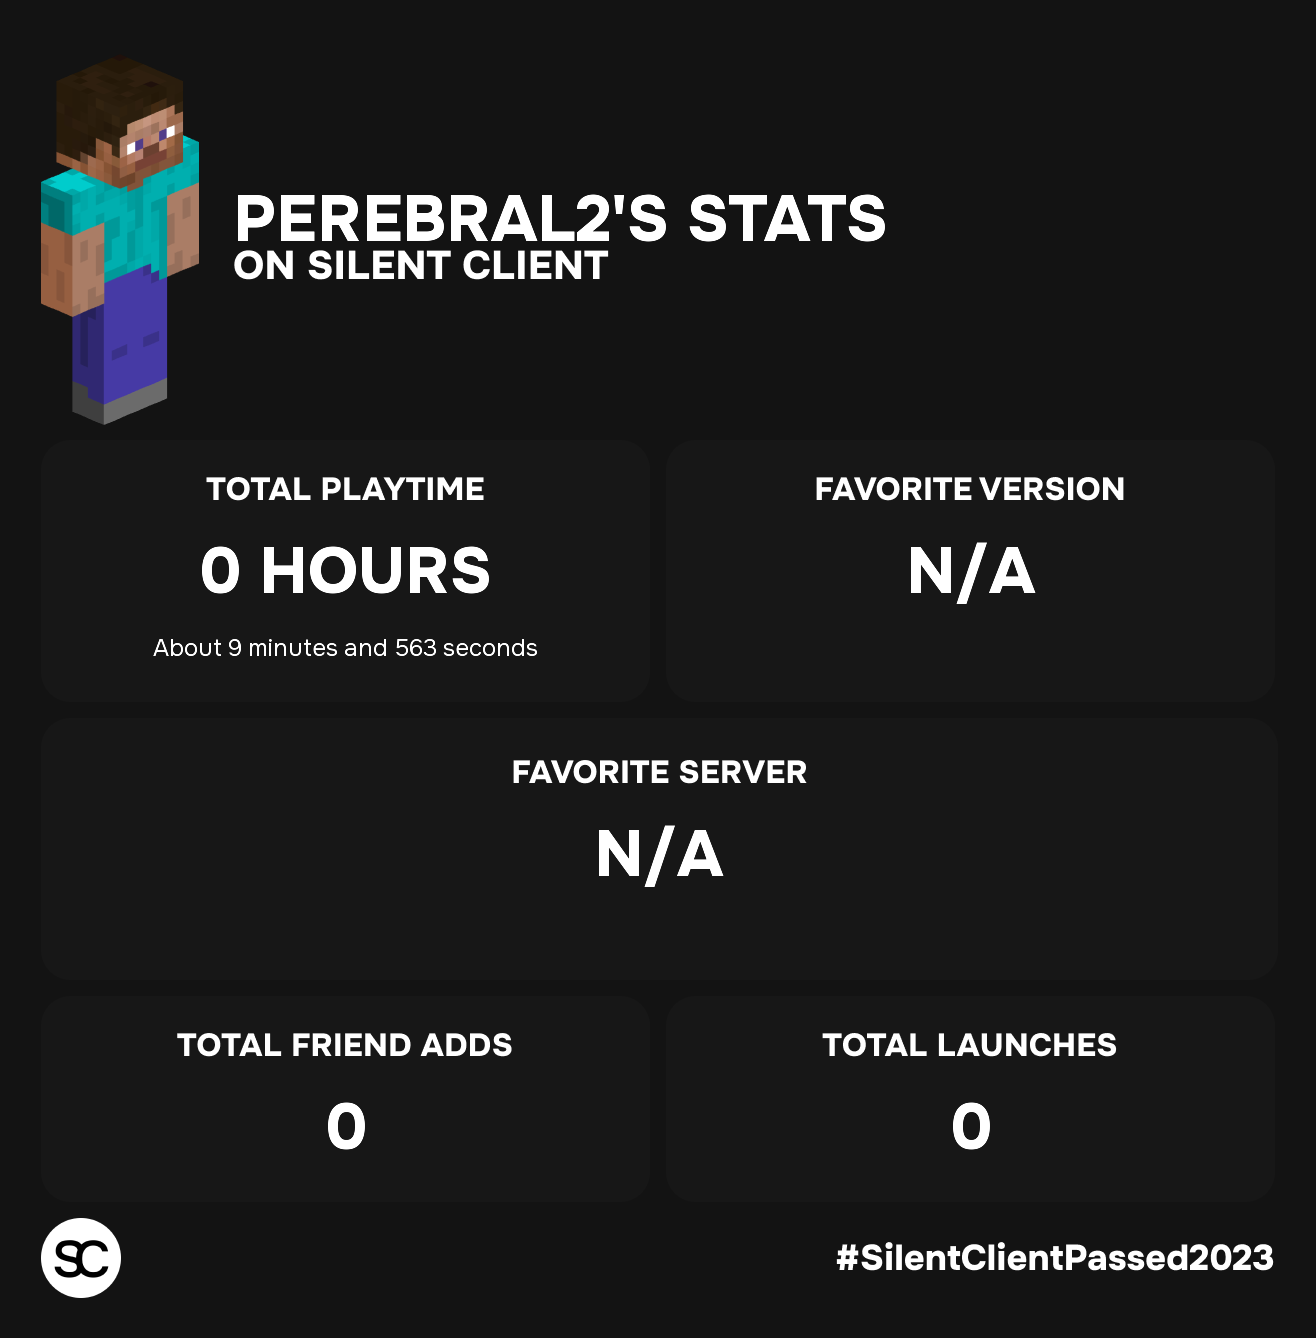 PEREBRAL2'S STATS
ON SILENT CLIENT
TOTAL PLAYTIME
0 HOURS
About 9 minutes and 563 seconds
FAVORITE VERSION
N/A
FAVORITE SERVER
N/A
TOTAL FRIEND ADDS
0
TOTAL LAUNCHES
0
SC
#SilentClientPassed2023